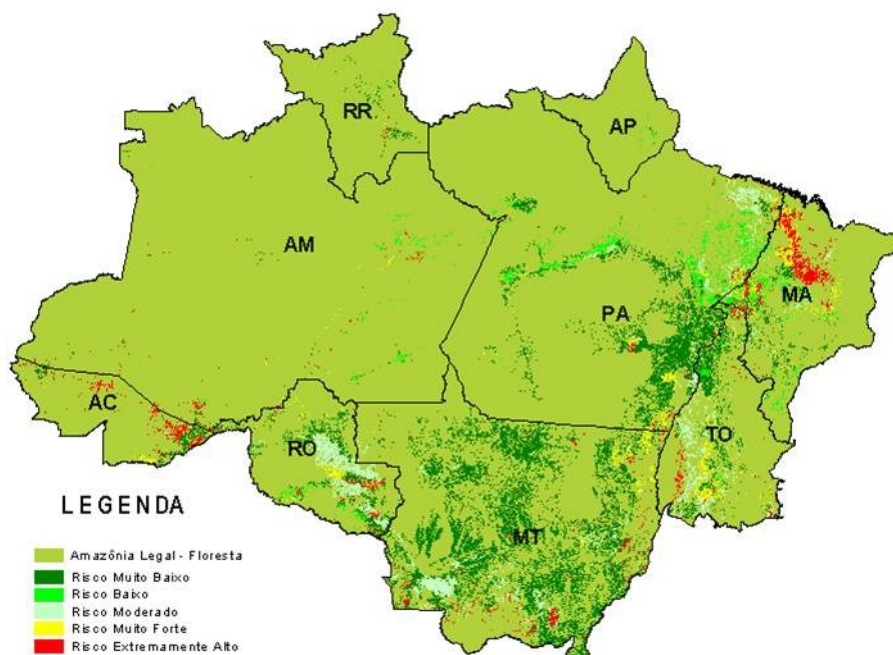 RR
AP
AM
PA
MA
AC
RO
TO
MT
LEGENDA
Amazônia Legal - Floresta
Risco Muito Baixo
Risco Baixo
Risco Moderado
Risco Muito Forte
Risco Extremamente Alto